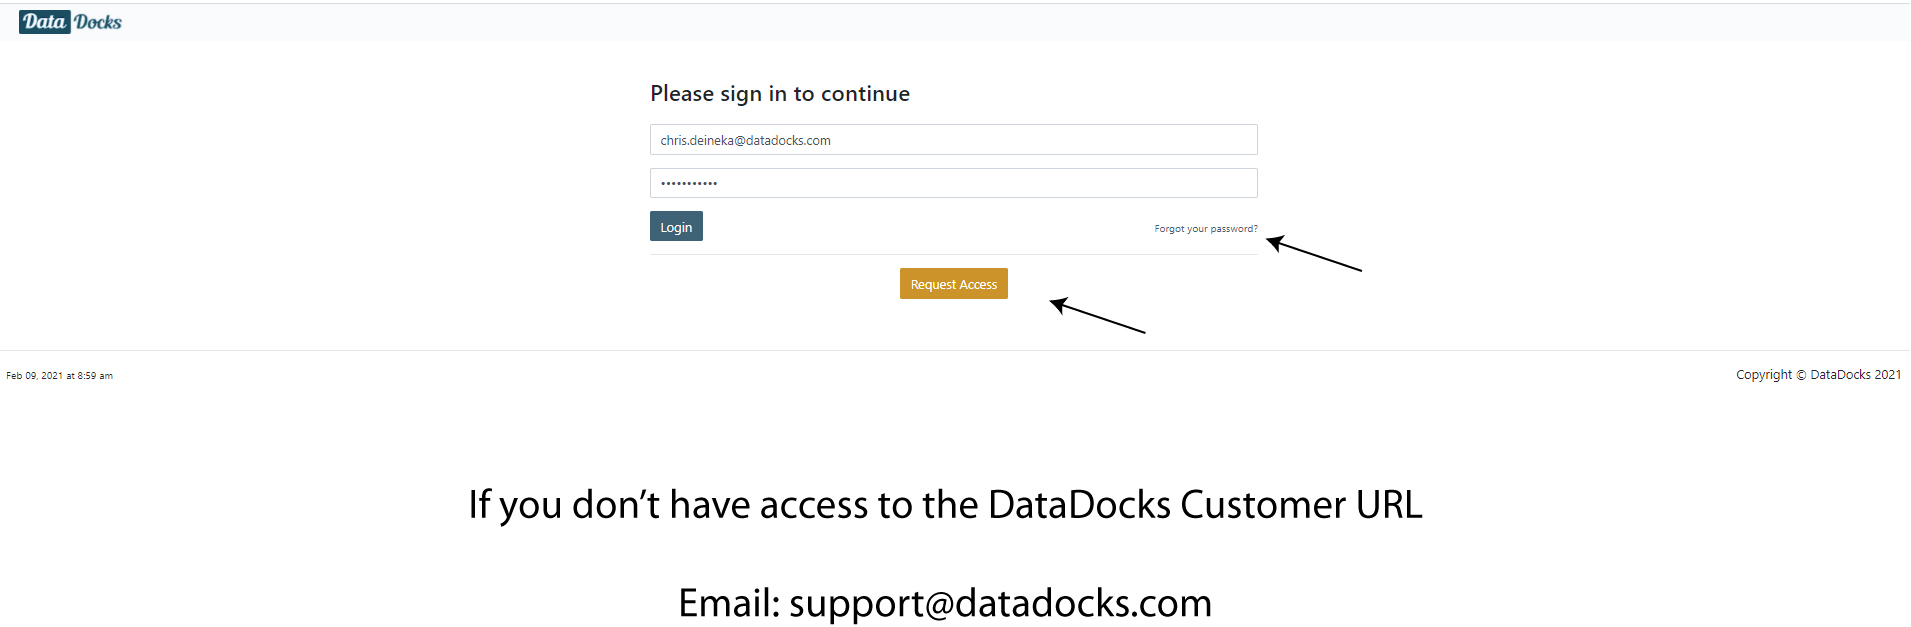 Data Docks
Please sign in to continue
chris.deineka@datadocks.com
•••••••••••
Login
Forgot your password?
Request Access
Feb 09, 2021 at 8:59 am
Copyright © DataDocks 2021
If you don’t have access to the DataDocks Customer URL
Email: support@datadocks.com